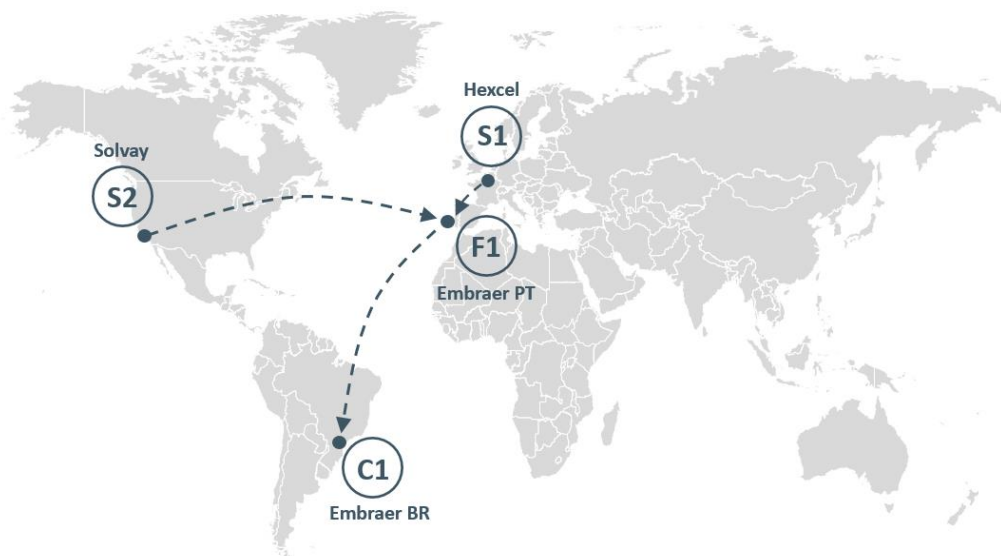 Hexcel
S1
Solvay
S2
F1
Embraer PT
C1
Embraer BR